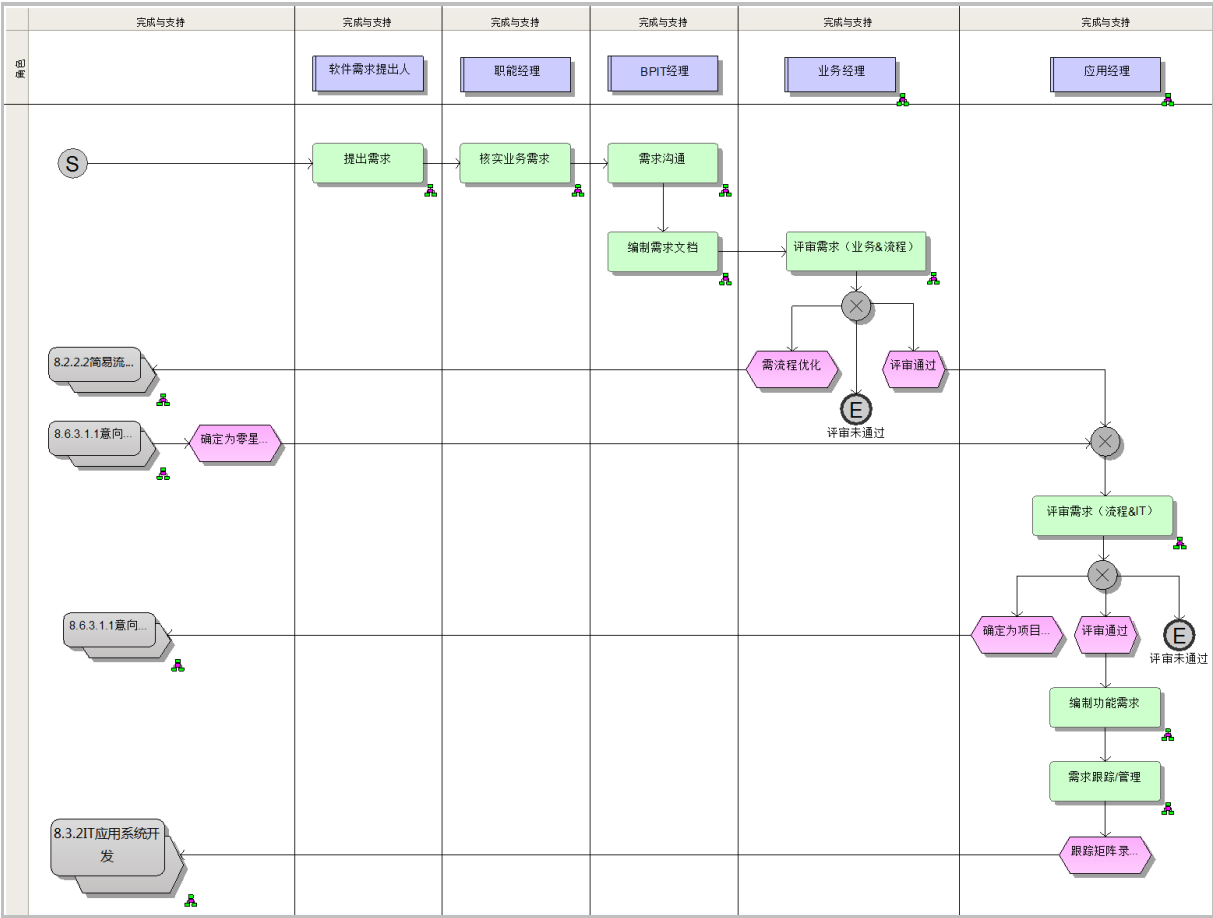 完成与支持
完成与支持
完成与支持
完成与支持
完成与支持
完成与支持
角色
软件需求提出人
职能经理
BPIT经理
业务经理
应用经理
S
提出需求
核实业务需求
需求沟通
编制需求文档
评审需求（业务&流程）
8.2.2.2简易流...
需流程优化
评审通过
E
评审未通过
8.6.3.1.1意向...
确定为零星...
评审需求（流程&IT）
8.6.3.1.1意向...
确定为项目...
评审通过
E
评审未通过
编制功能需求
需求跟踪/管理
8.3.2IT应用系统开
发
跟踪矩阵录...